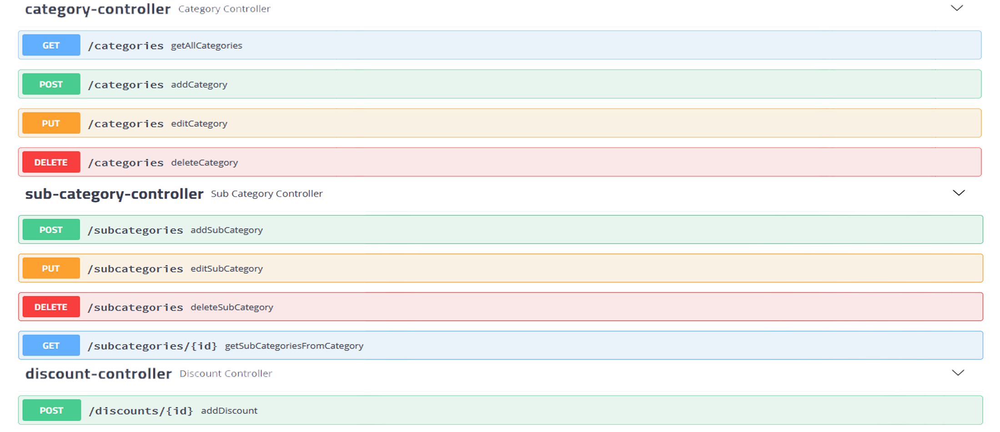 category-controller Category Controller
GET /categories getAllCategories
POST /categories addCategory
PUT /categories editCategory
DELETE /categories deleteCategory
sub-category-controller Sub Category Controller
POST /subcategories addSubCategory
PUT /subcategories editSubCategory
DELETE /subcategories deleteSubCategory
GET /subcategories/{id} getSubCategoriesFromCategory
discount-controller Discount Controller
POST /discounts/{id} addDiscount